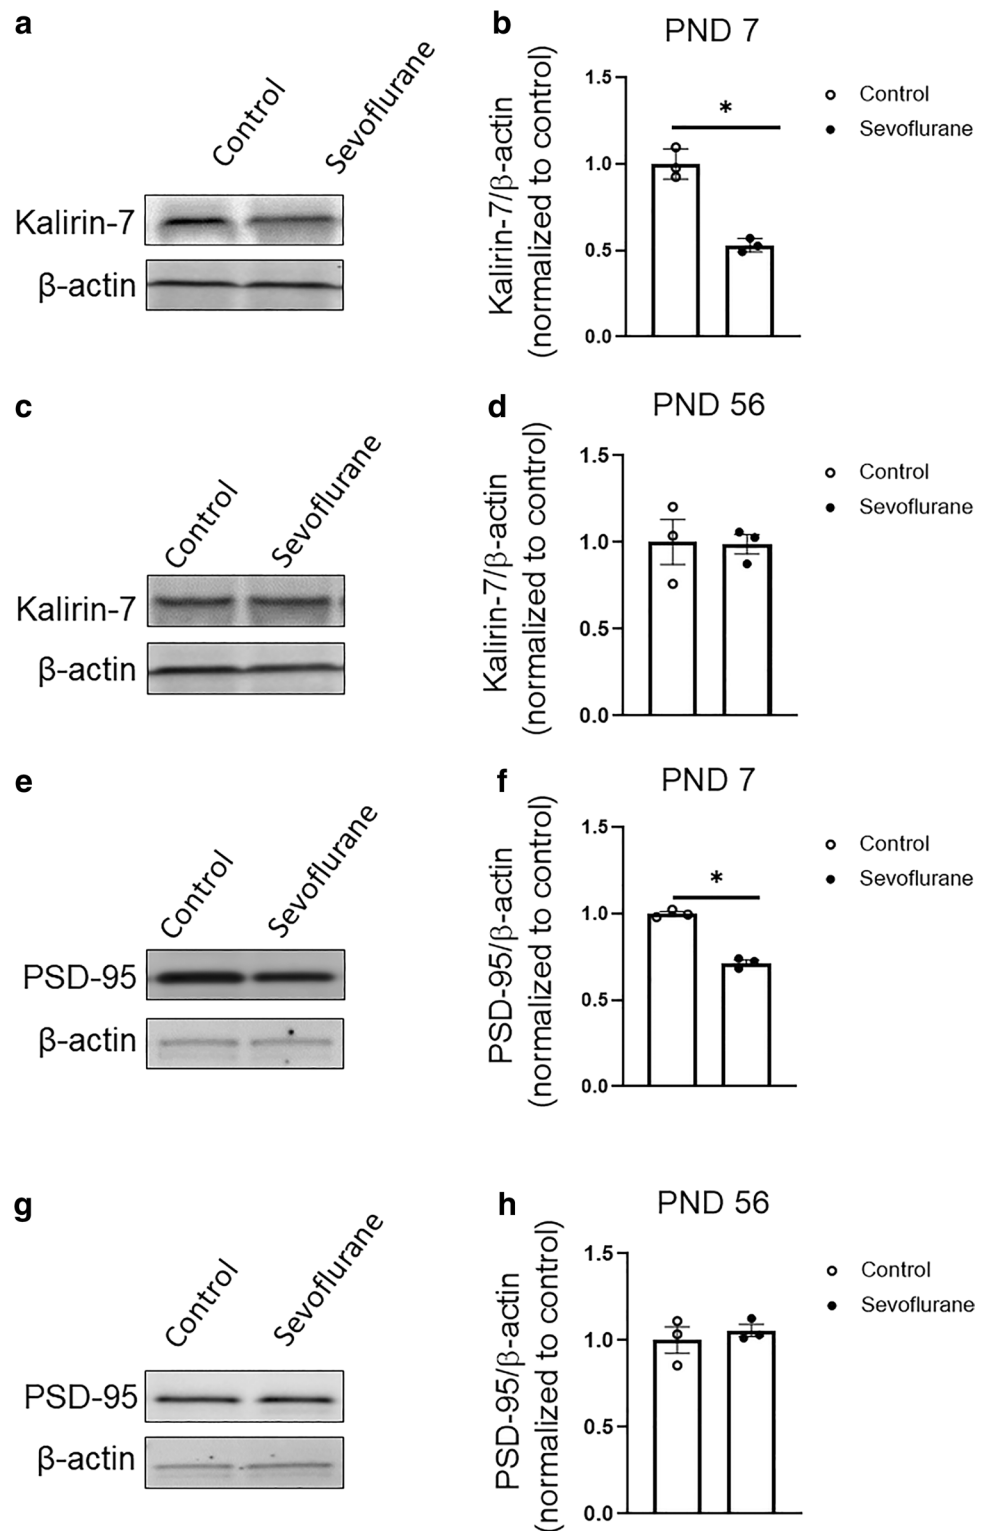 a
Control
Sevoflurane
Kalirin-7
β-actin
b
PND 7
Kalirin-7/β-actin
(normalized to control)
1.5
1.0
0.5
0.0
*
Control
Sevoflurane
c
Control
Sevoflurane
Kalirin-7
β-actin
d
PND 56
Kalirin-7/β-actin
(normalized to control)
1.5
1.0
0.5
0.0
Control
Sevoflurane
e
Control
Sevoflurane
PSD-95
β-actin
f
PND 7
PSD-95/β-actin
(normalized to control)
1.5
1.0
0.5
0.0
*
Control
Sevoflurane
g
Control
Sevoflurane
PSD-95
β-actin
h
PND 56
PSD-95/β-actin
(normalized to control)
1.5
1.0
0.5
0.0
Control
Sevoflurane